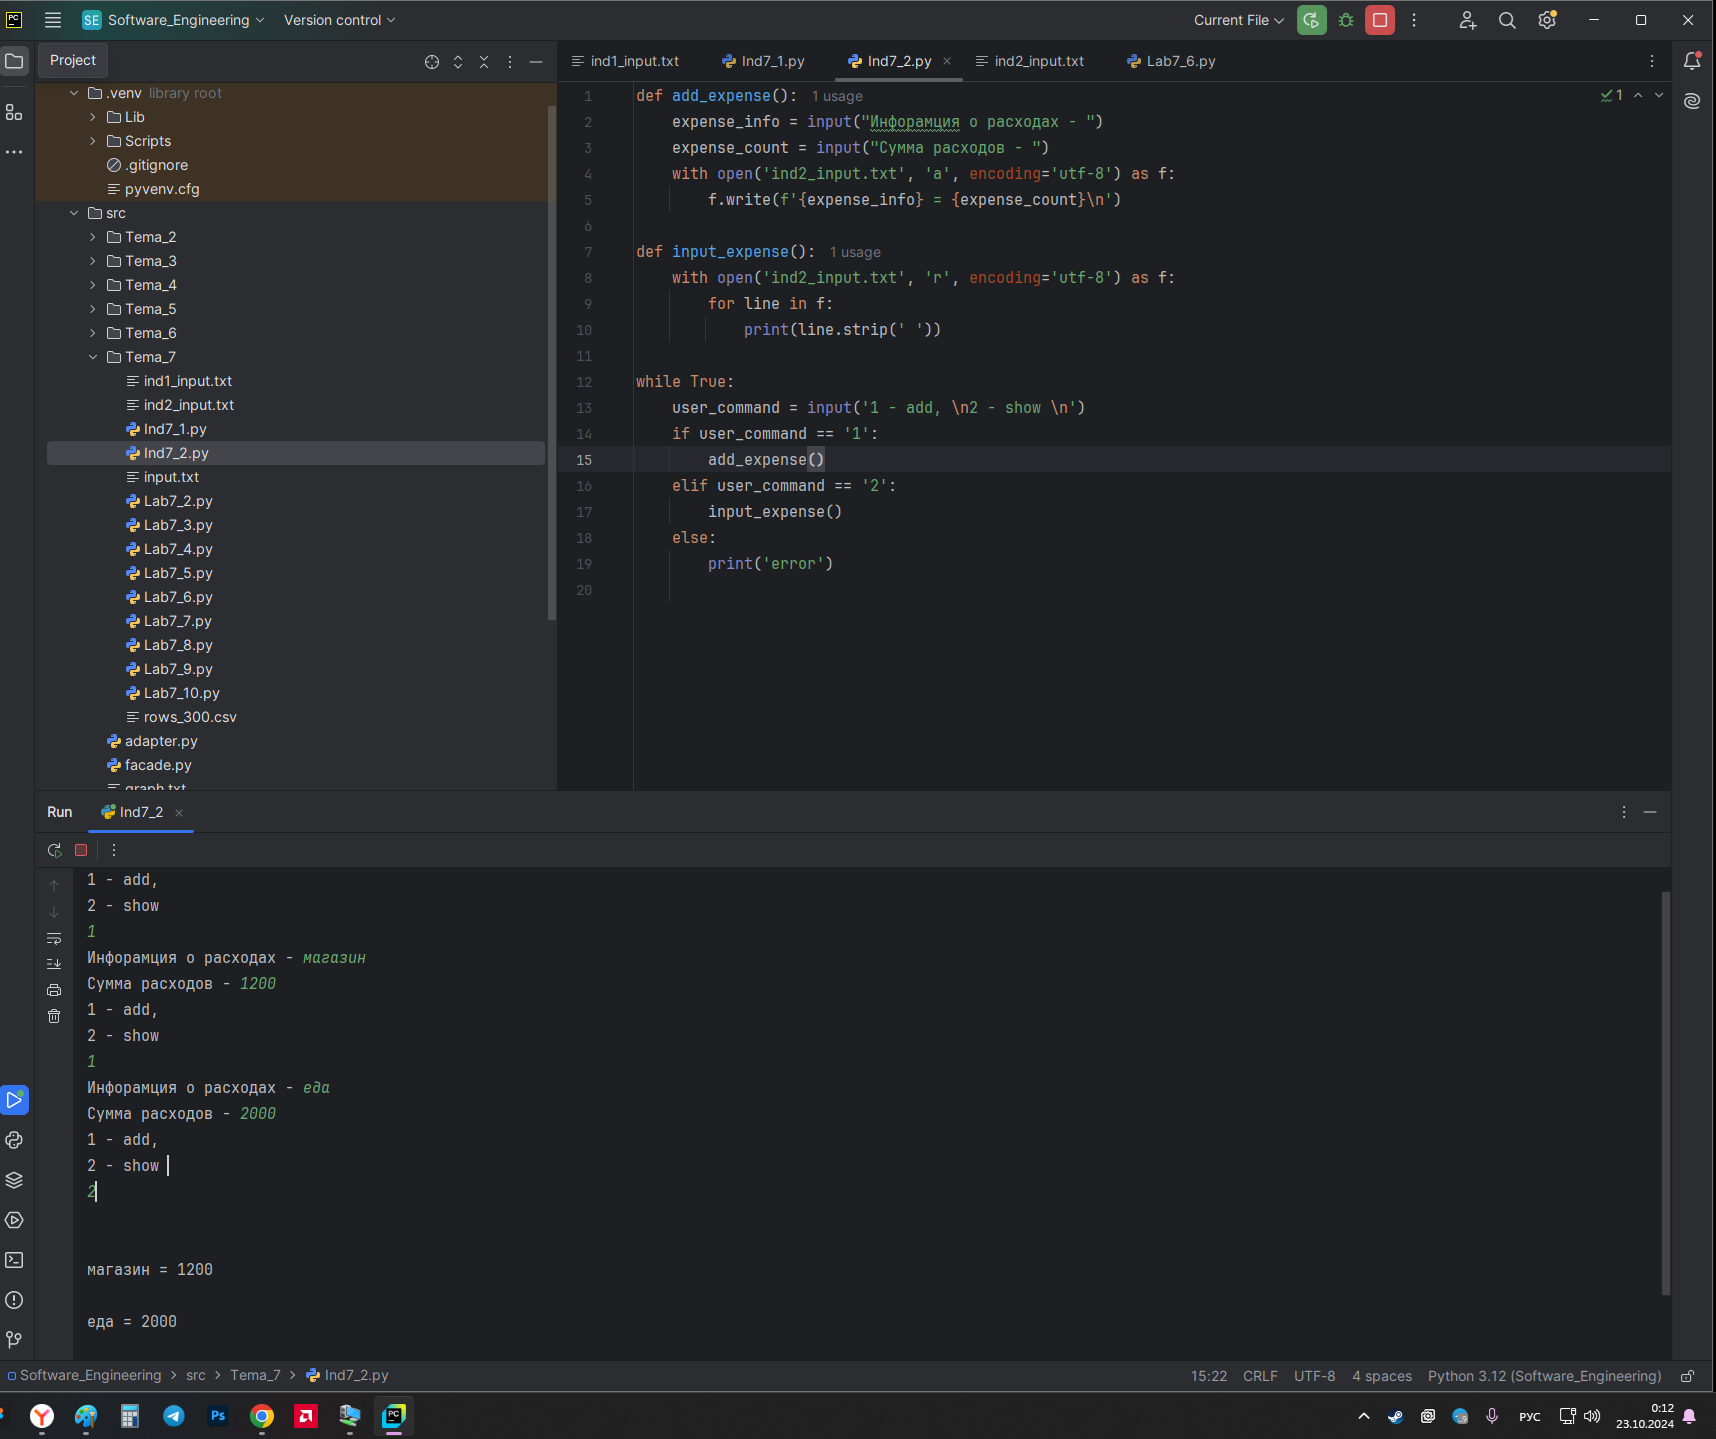 PC
SE Software_Engineering Version control Current File
Project
.venv library root
Lib
Scripts
.gitignore
pyvenv.cfg
src
Tema_2
Tema_3
Tema_4
Tema_5
Tema_6
Tema_7
ind1_input.txt
ind2_input.txt
Ind7_1.py
Ind7_2.py
input.txt
Lab7_2.py
Lab7_3.py
Lab7_4.py
Lab7_5.py
Lab7_6.py
Lab7_7.py
Lab7_8.py
Lab7_9.py
Lab7_10.py
rows_300.csv
adapter.py
facade.py
graph.txt
ind1_input.txt Ind7_1.py Ind7_2.py ind2_input.txt Lab7_6.py
1 def add_expense(): 1 usage
2 expense_info = input("Инфорамция о расходах - ")
3 expense_count = input("Сумма расходов - ")
4 with open('ind2_input.txt', 'a', encoding='utf-8') as f:
5 f.write(f'{expense_info} = {expense_count}\n')
6
7 def input_expense(): 1 usage
8 with open('ind2_input.txt', 'r', encoding='utf-8') as f:
9 for line in f:
10 print(line.strip(' '))
11
12 while True:
13 user_command = input('1 - add, \n2 - show \n')
14 if user_command == '1':
15 add_expense()
16 elif user_command == '2':
17 input_expense()
18 else:
19 print('error')
20
1
Run Ind7_2
1 - add,
2 - show
1
Инфорамция о расходах - магазин
Сумма расходов - 1200
1 - add,
2 - show
1
Инфорамция о расходах - еда
Сумма расходов - 2000
1 - add,
2 - show
2
магазин = 1200
еда = 2000
Software_Engineering > src > Tema_7 > Ind7_2.py 15:22 CRLF UTF-8 4 spaces Python 3.12 (Software_Engineering)
Ps
PC
РУС
0:12
23.10.2024